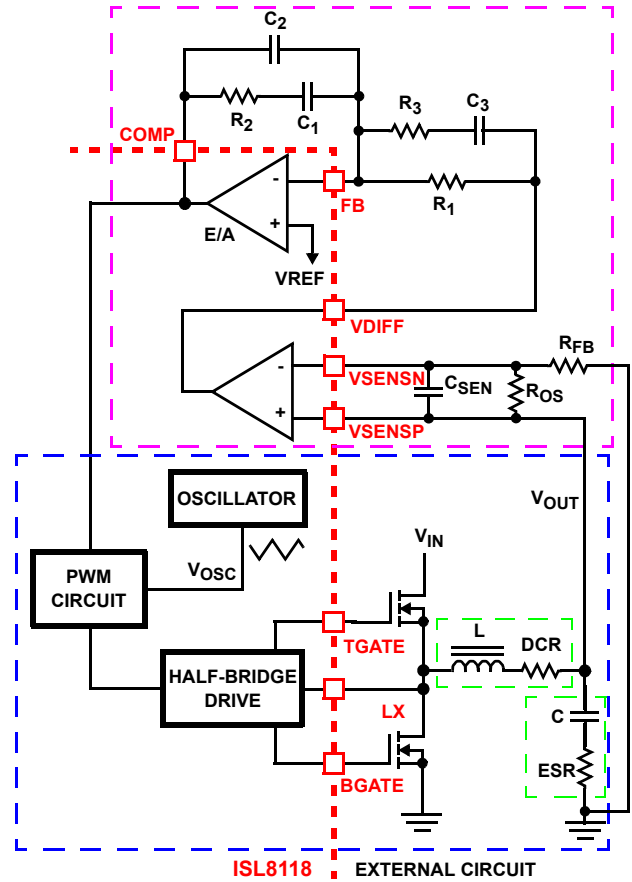 C2
R2
C1
R3
C3
COMP
FB
R1
-
+
E/A
VREF
VDIFF
RFB
-
+
VSENSN
CSEN
ROS
VSENSP
VOUT
OSCILLATOR
VIN
PWM
CIRCUIT
VOSC
TGATE
L
DCR
HALF-BRIDGE
DRIVE
LX
C
ESR
BGATE
ISL8118
EXTERNAL CIRCUIT